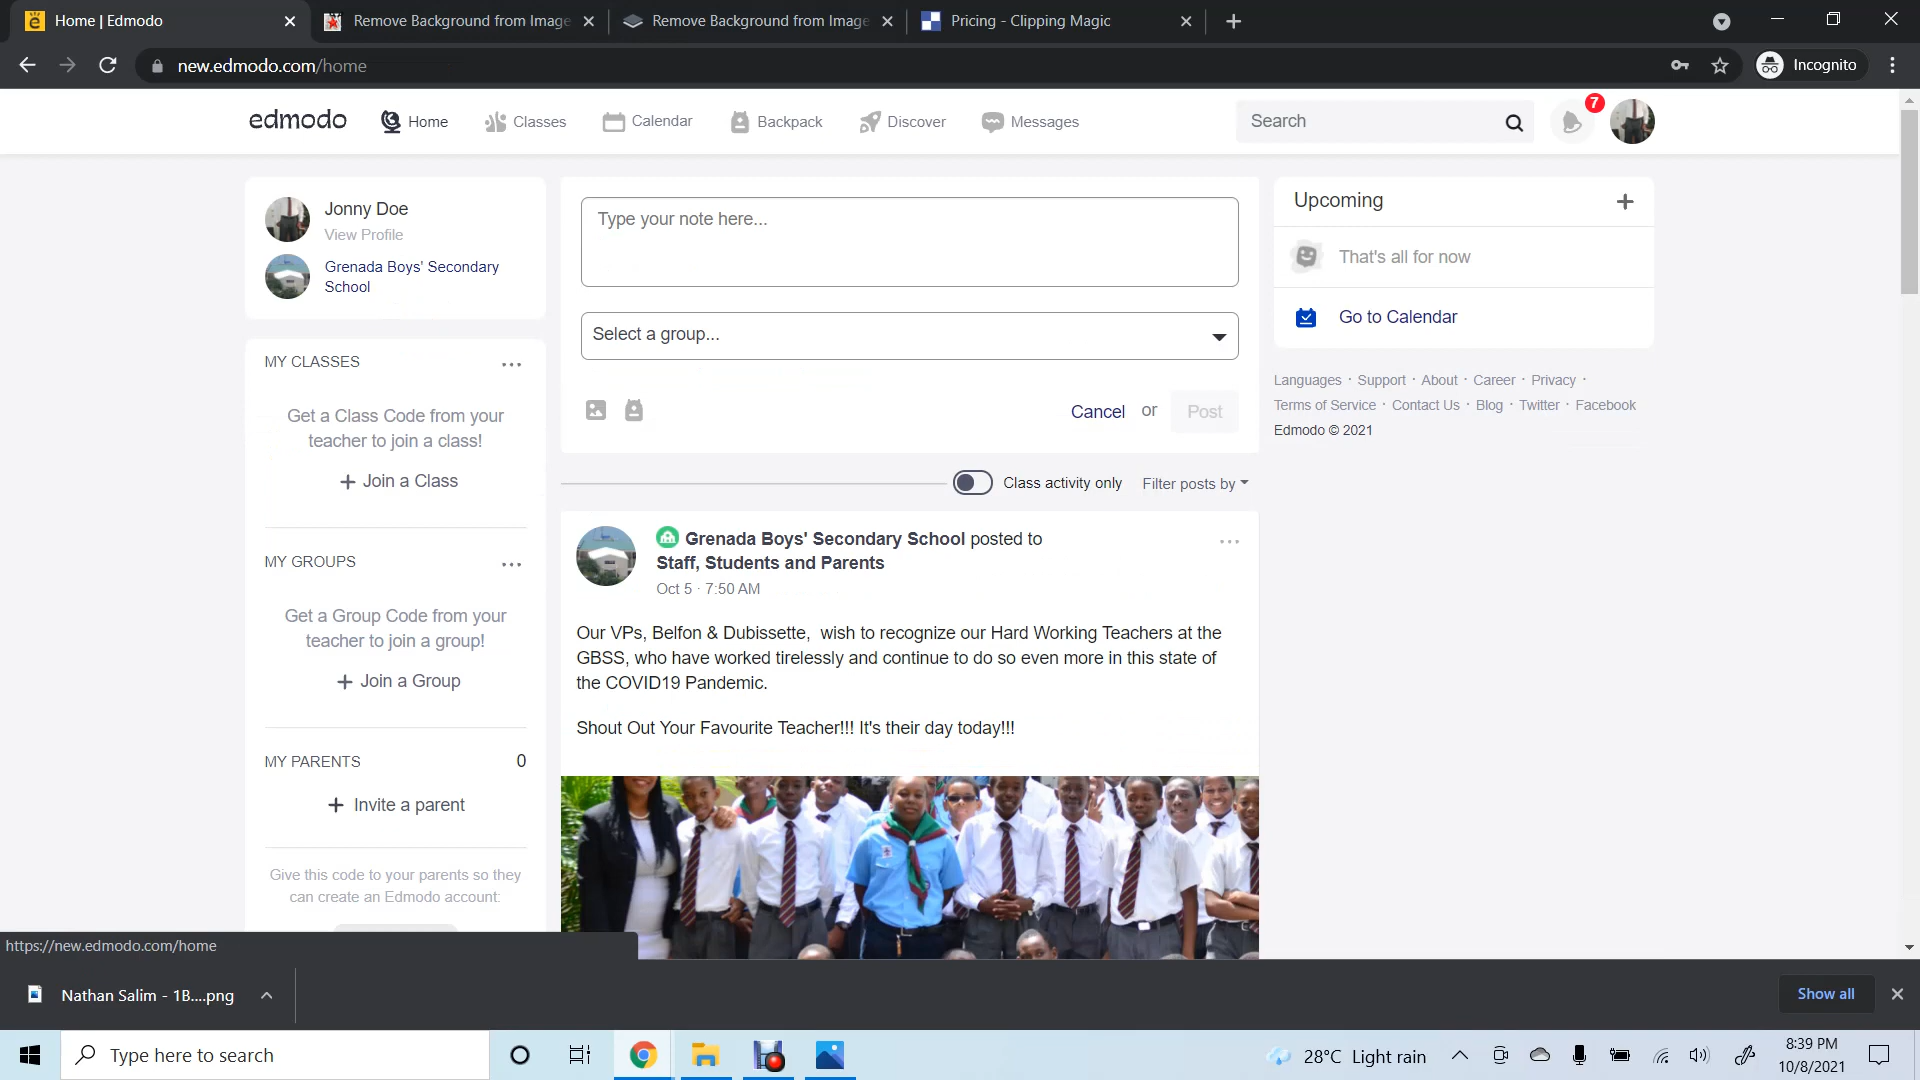 Home | Edmodo
Remove Background from Image
Remove Background from Image
Pricing - Clipping Magic
new.edmodo.com/home
Incognito
edmodo
Home
Classes
Calendar
Backpack
Discover
Messages
Search
7
Jonny Doe
View Profile
Grenada Boys' Secondary
School
MY CLASSES
Get a Class Code from your
teacher to join a class!
Join a Class
MY GROUPS
Get a Group Code from your
teacher to join a group!
Join a Group
MY PARENTS 0
Invite a parent
Give this code to your parents so they
can create an Edmodo account:
Type your note here...
Select a group...
Cancel or Post
Class activity only Filter posts by
Grenada Boys' Secondary School posted to
Staff, Students and Parents
Oct 5 · 7:50 AM
Our VPs, Belfon & Dubissette, wish to recognize our Hard Working Teachers at the
GBSS, who have worked tirelessly and continue to do so even more in this state of
the COVID19 Pandemic.
Shout Out Your Favourite Teacher!!! It's their day today!!!
Upcoming
That's all for now
Go to Calendar
Languages · Support · About · Career · Privacy ·
Terms of Service · Contact Us · Blog · Twitter · Facebook
Edmodo © 2021
https://new.edmodo.com/home
Nathan Salim - 1B....png
Show all
Type here to search
28°C Light rain
8:39 PM
10/8/2021